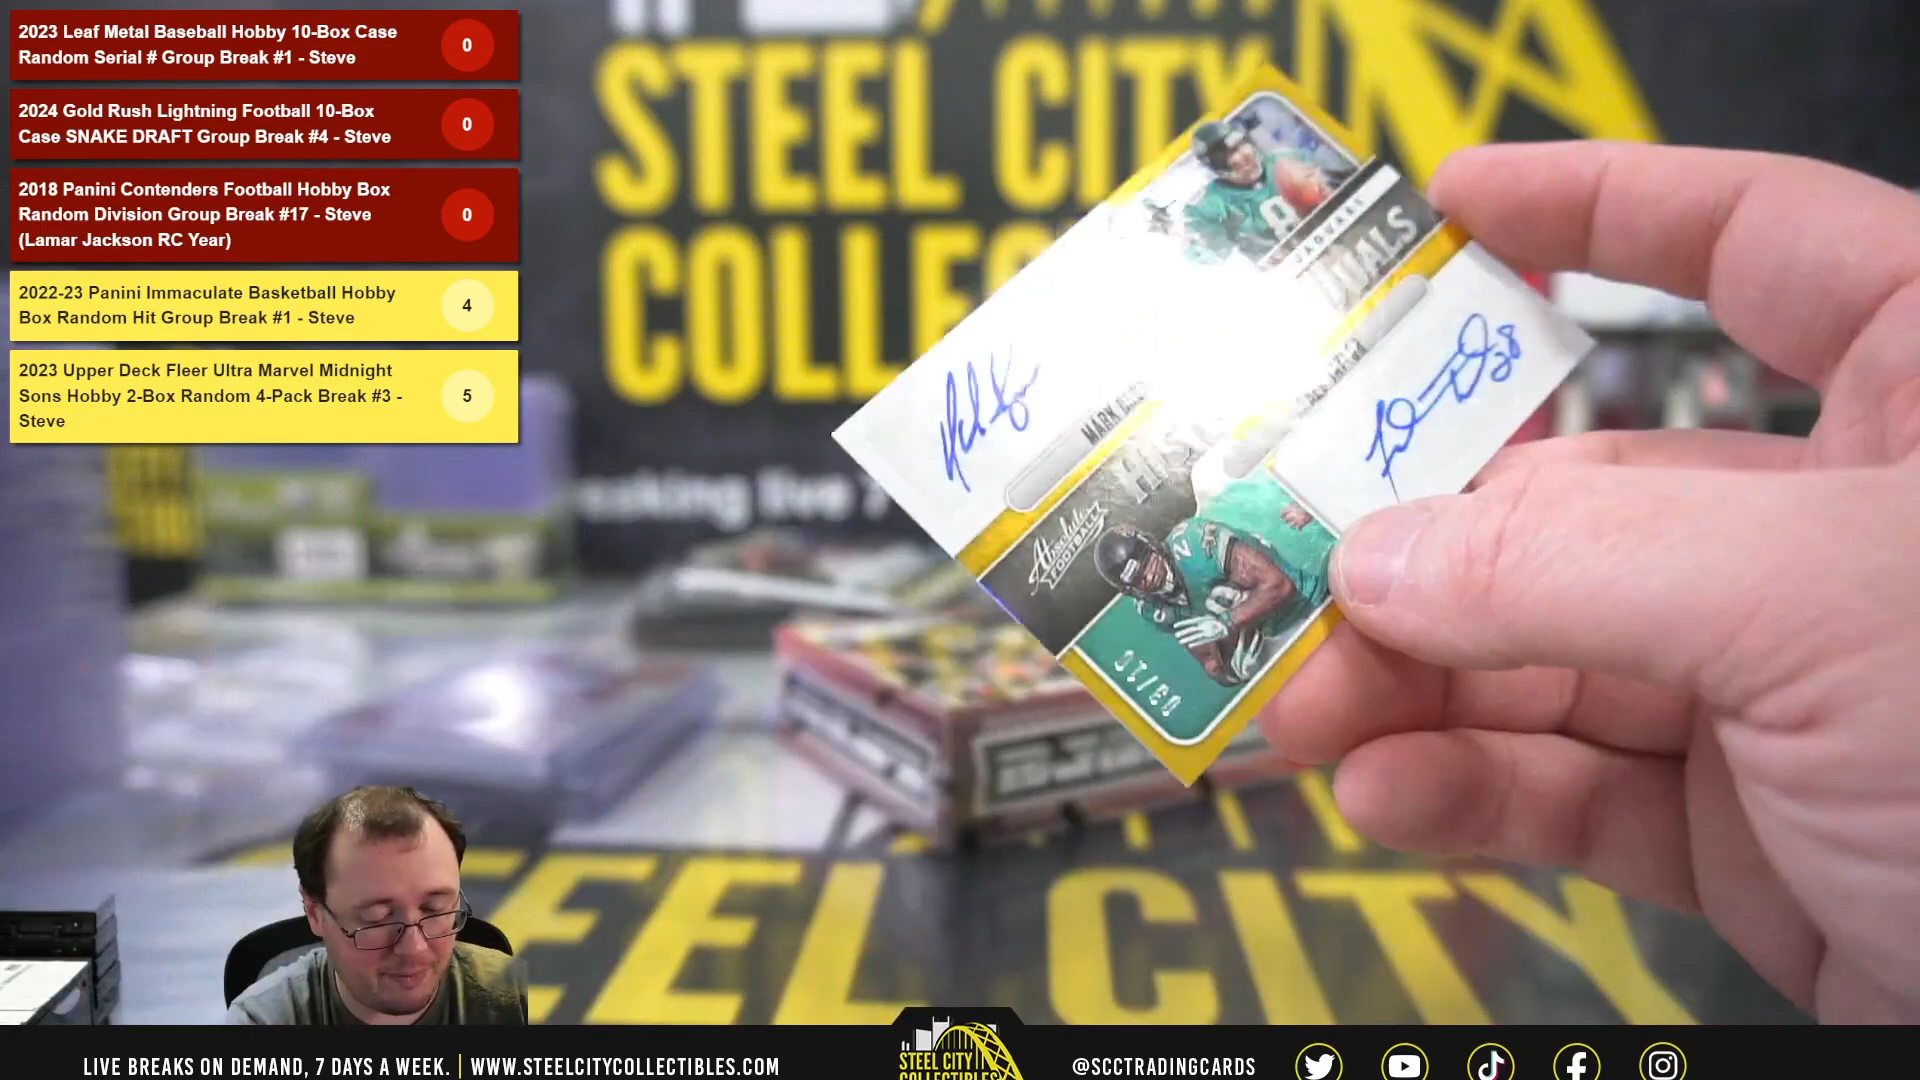 2023 Leaf Metal Baseball Hobby 10-Box Case
Random Serial # Group Break #1 - Steve
0
2024 Gold Rush Lightning Football 10-Box
Case SNAKE DRAFT Group Break #4 - Steve
0
2018 Panini Contenders Football Hobby Box
Random Division Group Break #17 - Steve
(Lamar Jackson RC Year)
0
2022-23 Panini Immaculate Basketball Hobby
Box Random Hit Group Break #1 - Steve
4
2023 Upper Deck Fleer Ultra Marvel Midnight
Sons Hobby 2-Box Random 4-Pack Break #3 -
Steve
5
STEEL CITY
JAGUARS
MARK
Absolute
FOOTBALL
28
STEEL CITY
LIVE BREAKS ON DEMAND, 7 DAYS A WEEK. | WWW.STEELCITYCOLLECTIBLES.COM
STEEL CITY
COLLECTIBLES
@SCCTRADINGCARDS